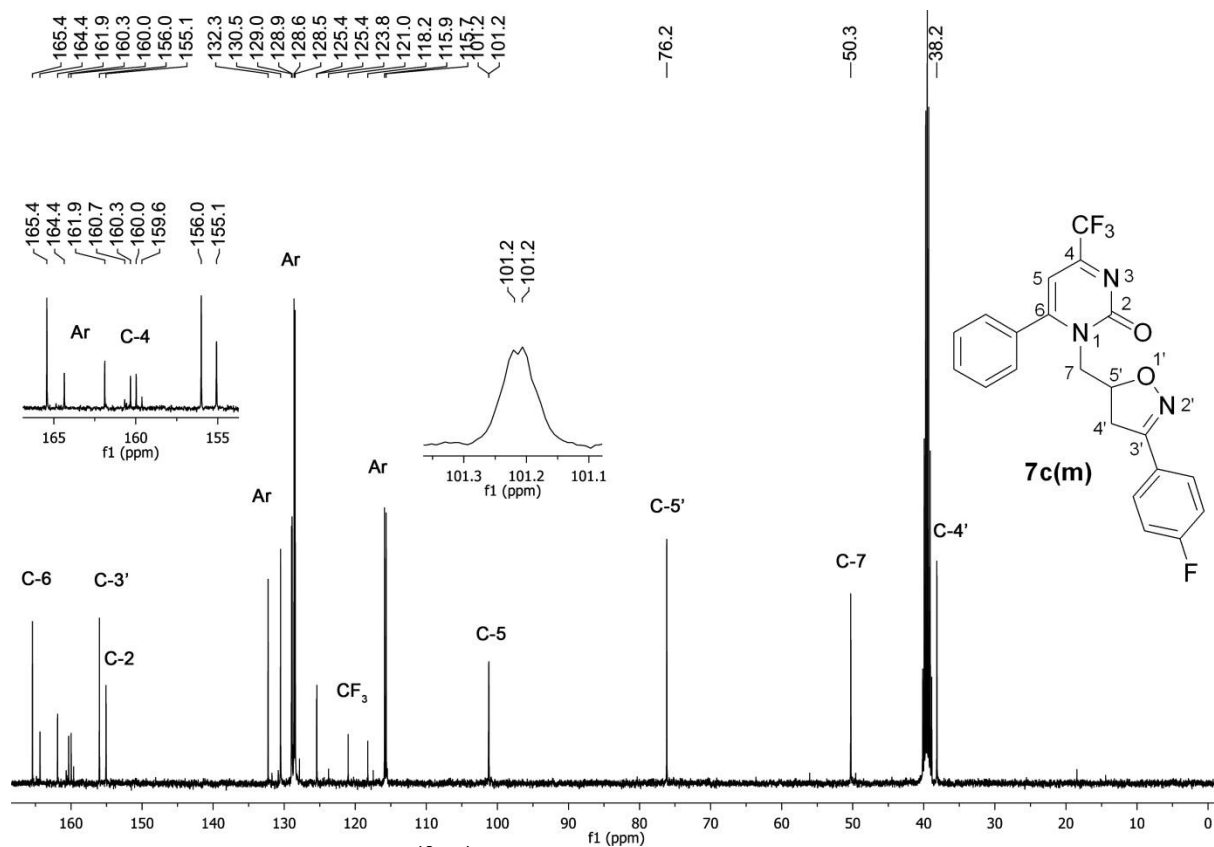 165.4
164.4
161.9
160.3
160.0
156.0
155.1
132.3
130.5
129.0
128.9
128.6
128.5
125.4
125.4
123.8
121.0
118.2
115.9
115.7
101.2
101.2
76.2
50.3
38.2
165.4
164.4
161.9
160.7
160.3
160.0
159.6
156.0
155.1
Ar
C-4
165 160 155
f1 (ppm)
Ar
101.2
101.2
101.3 101.2 101.1
f1 (ppm)
CF₃
4
5
N
3
6
2
N
O
1
7
5'
O
1'
N
2'
4'
3'
7c(m)
F
C-6
C-3'
C-2
Ar
CF₃
Ar
C-5
C-5'
C-7
C-4'
160 150 140 130 120 110 100 90 80 70 60 50 40 30 20 10 0
f1 (ppm)